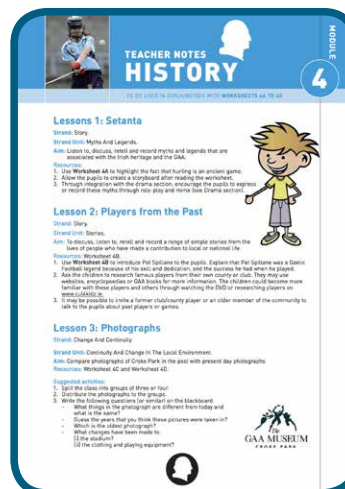 MODULE
4
TEACHER NOTES
HISTORY
TO BE USED IN CONJUNCTION WITH WORKSHEETS 4A TO 4D
Lessons 1: Setanta
Strand: Story.
Strand Unit: Myths And Legends.
Aim: Listen to, discuss, retell and record myths and legends that are
associated with the Irish heritage and the GAA.
Resources:
1. Use Worksheet 4A to highlight the fact that hurling is an ancient game.
2. Allow the pupils to create a storyboard after reading the worksheet.
3. Through integration with the drama section, encourage the pupils to express
or record these myths through role-play and mime (see Drama section).
Lesson 2: Players from the Past
Strand: Story.
Strand Unit: Stories.
Aim: To discuss, listen to, retell and record a range of simple stories from the
lives of people who have made a contribution to local or national life.
Resources: Worksheet 4B.
1. Use Worksheet 4B to introduce Pat Spillane to the pupils. Explain that Pat Spillane was a Gaelic
Football legend because of his skill and dedication, and the success he had when he played.
2. Ask the children to research famous players from their own county or club. They may use
websites, encyclopaedias or GAA books for more information. The children could become more
familiar with these players and others through watching the DVD or researching players on
www.cul4kidz.ie.
3. It may be possible to invite a former club/county player or an older member of the community to
talk to the pupils about past players or games.
Lesson 3: Photographs
Strand: Change And Continuity.
Strand Unit: Continuity And Change In The Local Environment.
Aim: Compare photographs of Croke Park in the past with present day photographs.
Resources: Worksheet 4C and Worksheet 4D.
Suggested activities:
1. Split the class into groups of three or four.
2. Distribute the photographs to the groups.
3. Write the following questions (or similar) on the blackboard.
- What things in the photograph are different from today and
what is the same?
- Guess the years that you think these pictures were taken in?
- Which is the oldest photograph?
- What changes have been made to:
(i) the stadium?
(ii) the clothing and playing equipment?
The
GAA MUSEUM
CROKE PARK